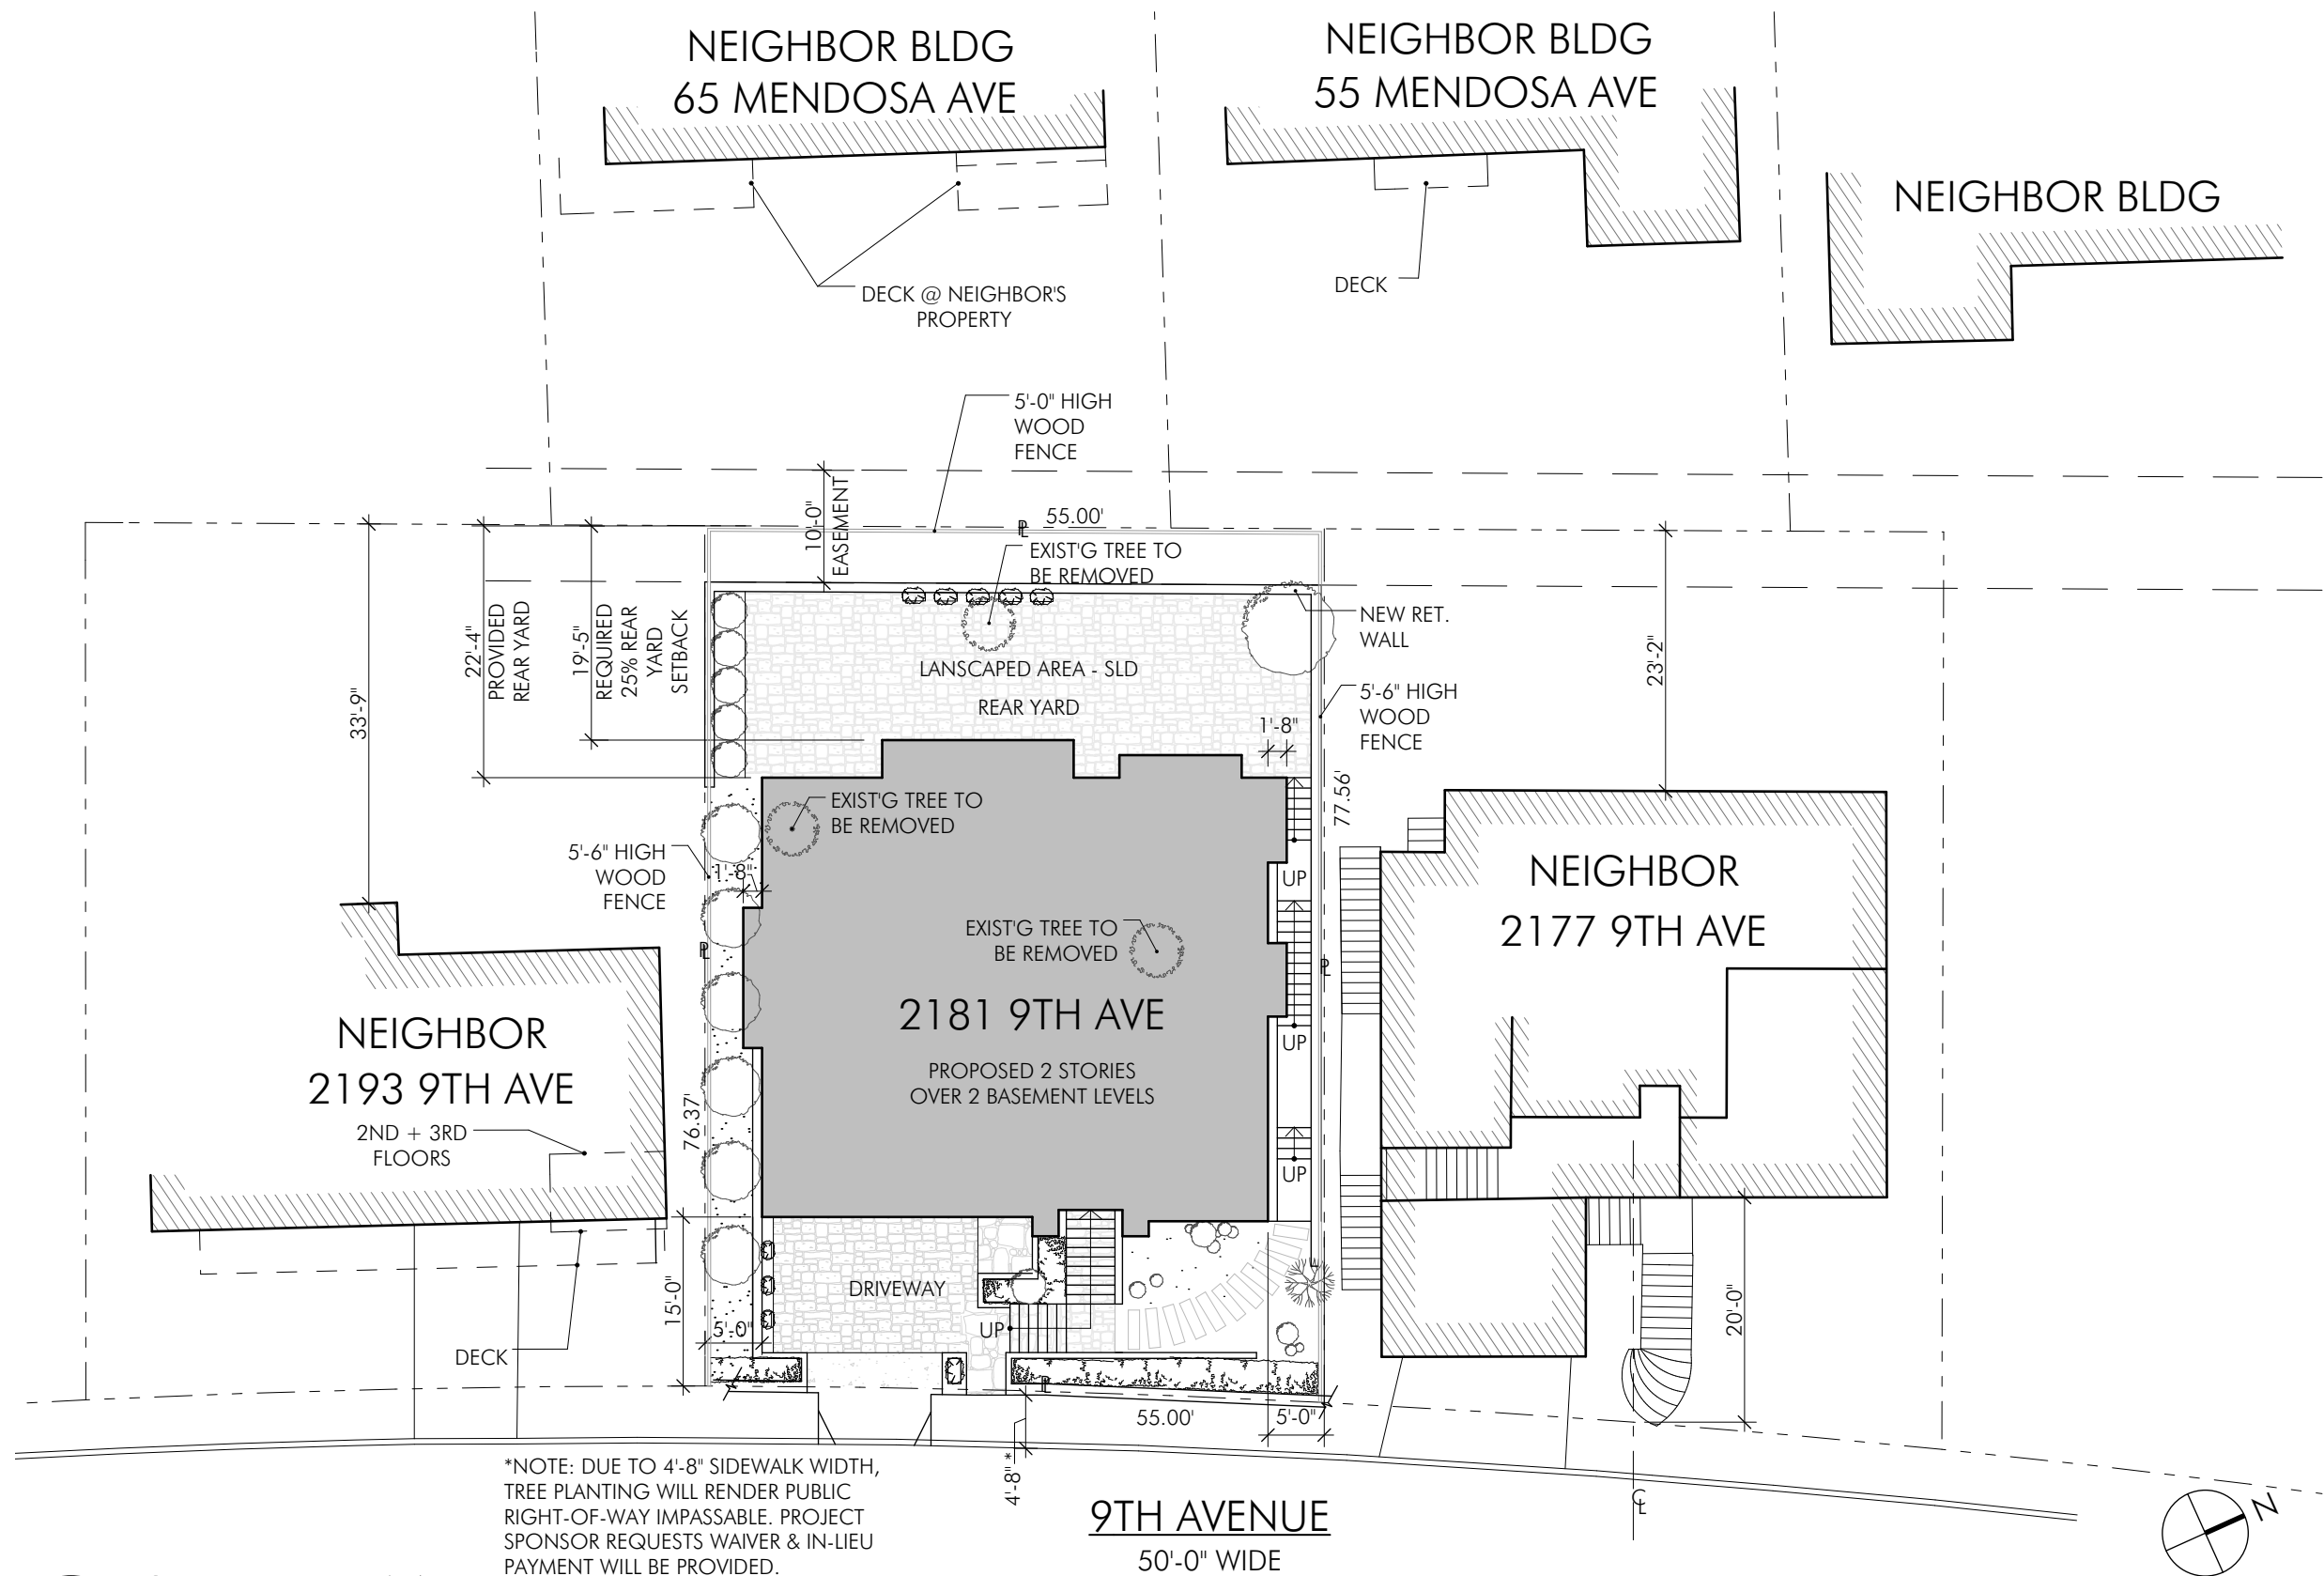 NEIGHBOR BLDG
65 MENDOSA AVE
NEIGHBOR BLDG
55 MENDOSA AVE
NEIGHBOR BLDG
DECK @ NEIGHBOR'S
PROPERTY
DECK
5'-0" HIGH
WOOD
FENCE
10'-0"
EASEMENT
PL
55.00'
EXIST'G TREE TO
BE REMOVED
33'-9"
22'-4"
PROVIDED
REAR YARD
19'-5"
REQUIRED
25% REAR
YARD
SETBACK
LANSCAPED AREA - SLD
REAR YARD
NEW RET.
WALL
5'-6" HIGH
WOOD
FENCE
1'-8"
23'-2"
77.56'
EXIST'G TREE TO
BE REMOVED
5'-6" HIGH
WOOD
FENCE
1'-8"
UP
NEIGHBOR
2177 9TH AVE
EXIST'G TREE TO
BE REMOVED
PL
PL
2181 9TH AVE
PROPOSED 2 STORIES
OVER 2 BASEMENT LEVELS
UP
UP
NEIGHBOR
2193 9TH AVE
2ND + 3RD
FLOORS
76.37'
15'-0"
5'-0"
DRIVEWAY
UP
DECK
20'-0"
PL
55.00'
5'-0"
4'-8" *
*NOTE: DUE TO 4'-8" SIDEWALK WIDTH,
TREE PLANTING WILL RENDER PUBLIC
RIGHT-OF-WAY IMPASSABLE. PROJECT
SPONSOR REQUESTS WAIVER & IN-LIEU
PAYMENT WILL BE PROVIDED.
9TH AVENUE
50'-0" WIDE
CL
N